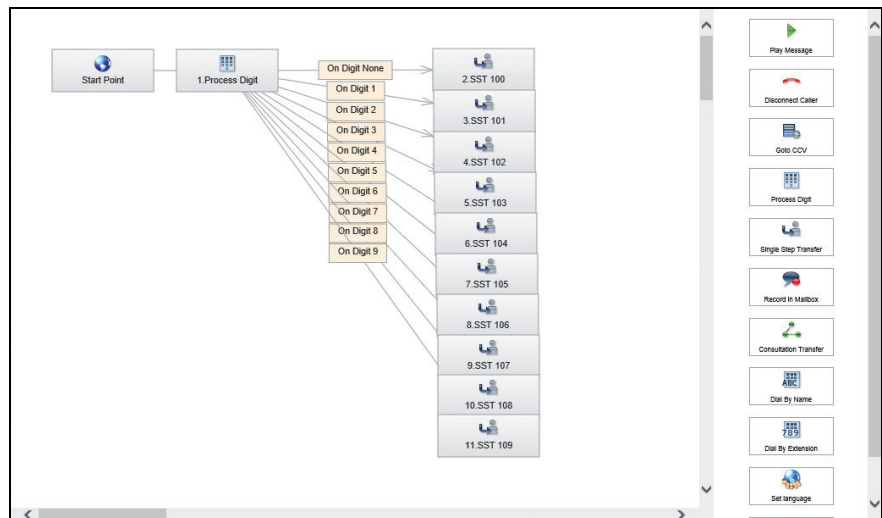 Start Point
1.Process Digit
On Digit None
On Digit 1
On Digit 2
On Digit 3
On Digit 4
On Digit 5
On Digit 6
On Digit 7
On Digit 8
On Digit 9
2.SST 100
3.SST 101
4.SST 102
5.SST 103
6.SST 104
7.SST 105
8.SST 106
9.SST 107
10.SST 108
11.SST 109
Play Message
Disconnect Caller
Goto CCV
Process Digit
Single Step Transfer
Record In Mailbox
Consultation Transfer
ABC
Dial By Name
789
Dial By Extension
Set language